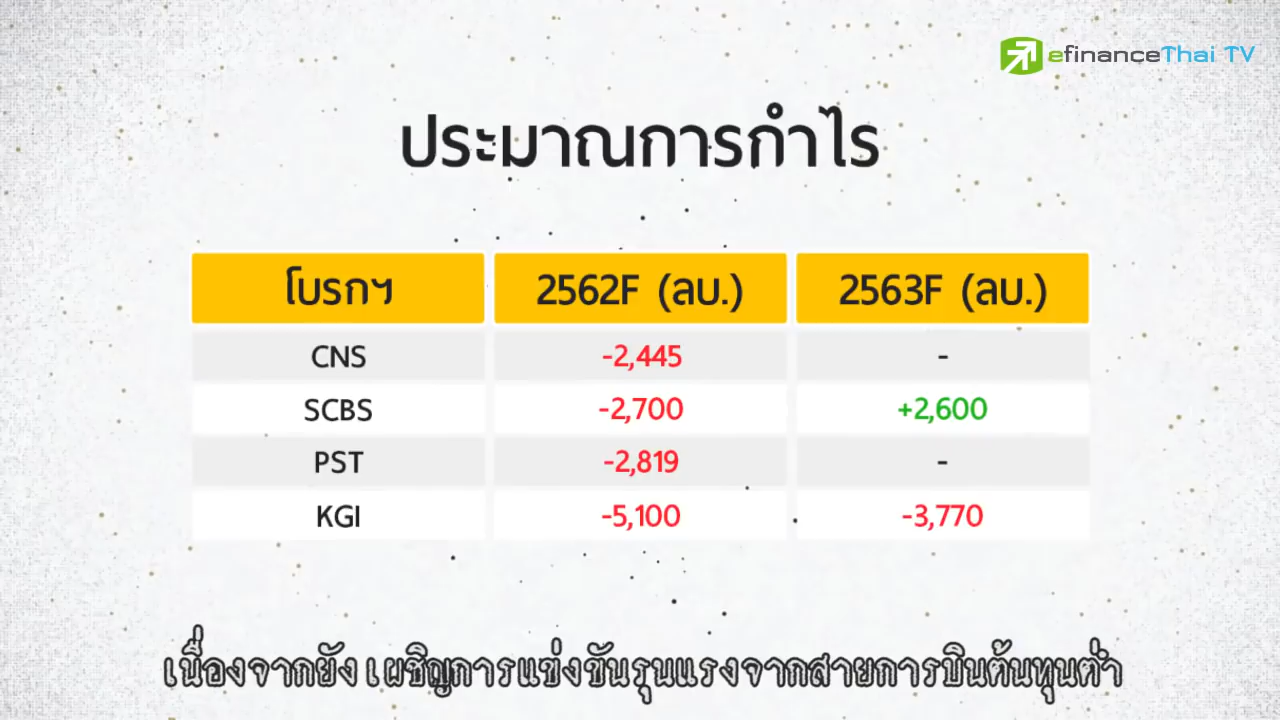 efinanceThai TV
ประมาณการกำไร
โบรกฯ 2562F (ลบ.) 2563F (ลบ.)
CNS -2,445 -
SCBS -2,700 +2,600
PST -2,819 -
KGI -5,100 -3,770
เนื่องจากยังเผชิญการแข่งขันรุนแรงจากสายการบินต้นทุนต่ำ